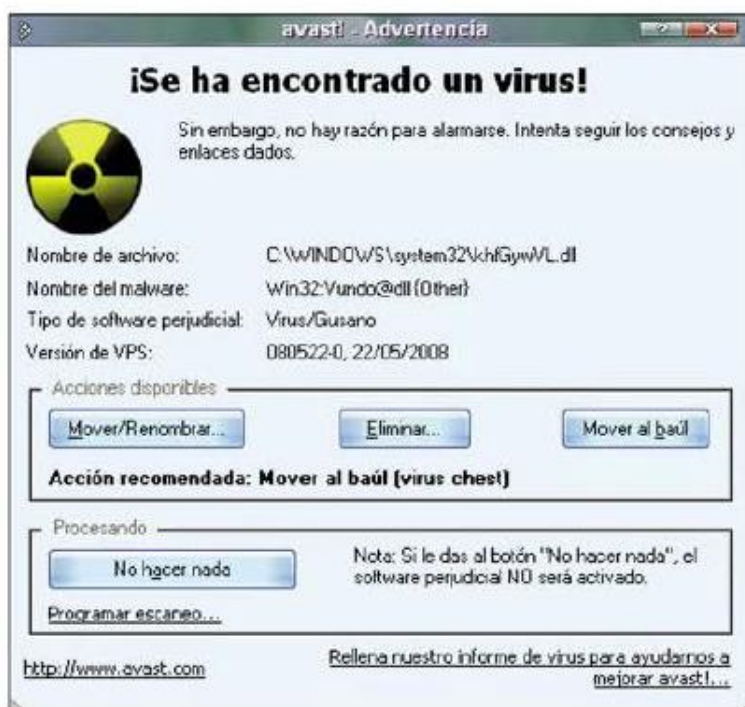 avast! - Advertencia
¡Se ha encontrado un virus!
Sin embargo, no hay razón para alarmarse. Intenta seguir los consejos y
enlaces dados.
Nombre de archivo: C:\WINDOWS\system32\khfGywVL.dll
Nombre del malware: Win32:Vundo@dll {Other}
Tipo de software perjudicial: Virus/Gusano
Versión de VPS: 080522-0, 22/05/2008
Acciones disponibles
Mover/Renombrar... Eliminar... Mover al baúl
Acción recomendada: Mover al baúl (virus chest)
Procesando
No hacer nada
Nota: Si le das al botón "No hacer nada", el
software perjudicial NO será activado.
Programar escaneo...
http://www.avast.com
Rellena nuestro informe de virus para ayudarnos a
mejorar avast!...